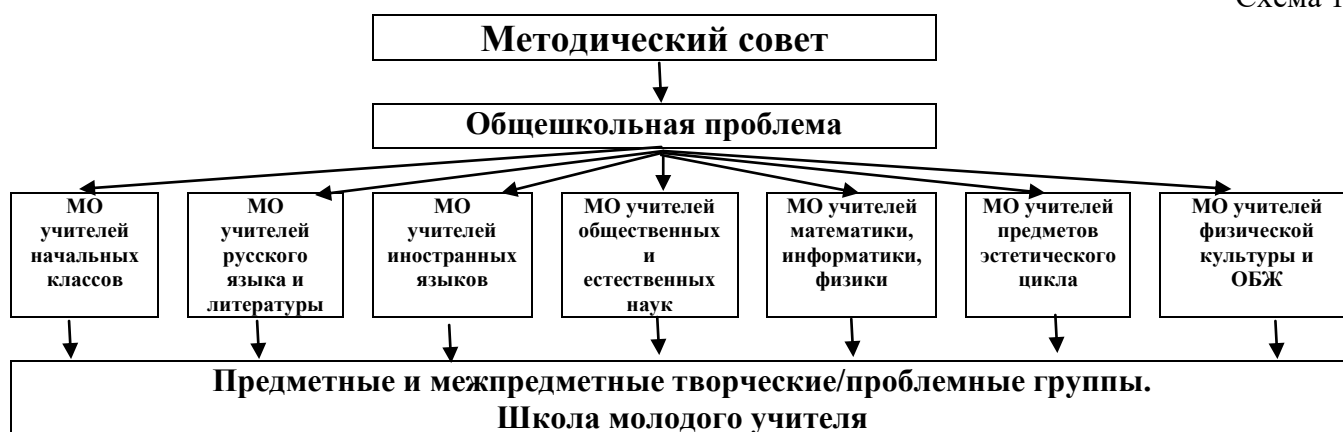 Схема 1
Методический совет
Общешкольная проблема
МО
учителей
начальных
классов
МО
учителей
русского
языка и
литературы
МО
учителей
иностранных
языков
МО учителей
общественных
и
естественных
наук
МО учителей
математики,
информатики,
физики
МО учителей
предметов
эстетического
цикла
МО учителей
физической
культуры и
ОБЖ
Предметные и межпредметные творческие/проблемные группы.
Школа молодого учителя